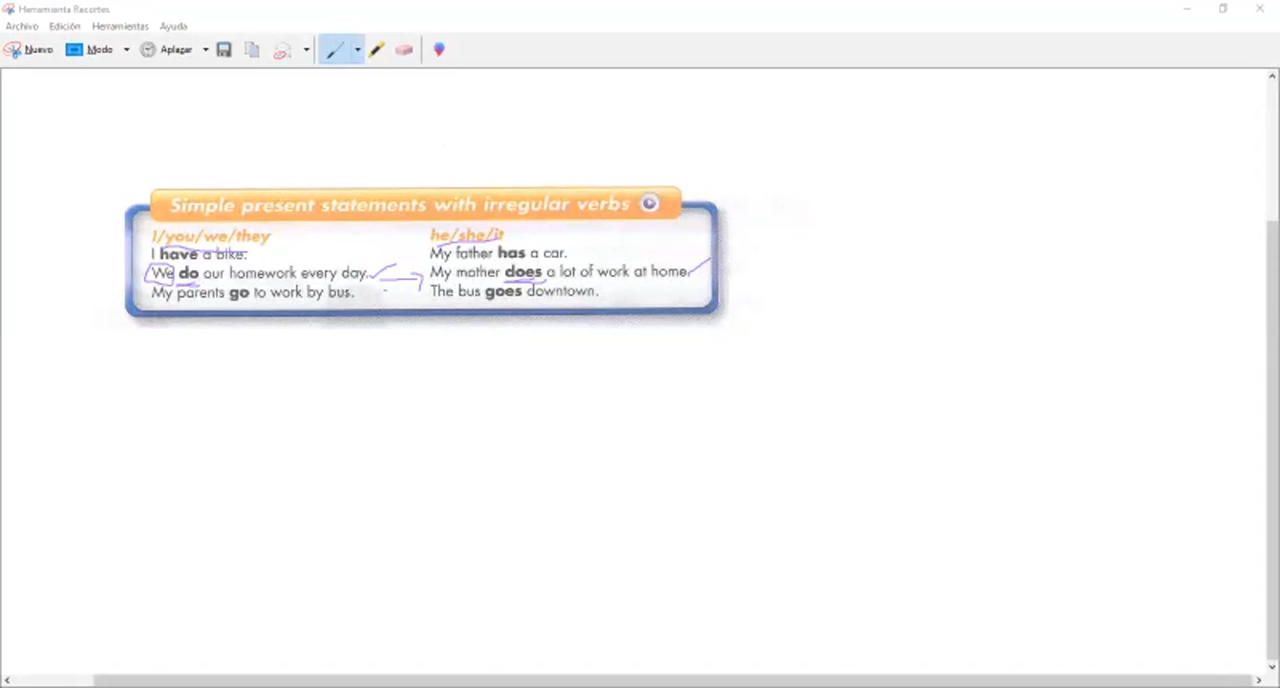 Herramienta Recortes
Archivo Edición Herramientas Ayuda
Nuevo Modo Aplazar
Simple present statements with irregular verbs
I/you/we/they
I have a bike.
We do our homework every day.
My parents go to work by bus.
he/she/it
My father has a car.
My mother does a lot of work at home.
The bus goes downtown.